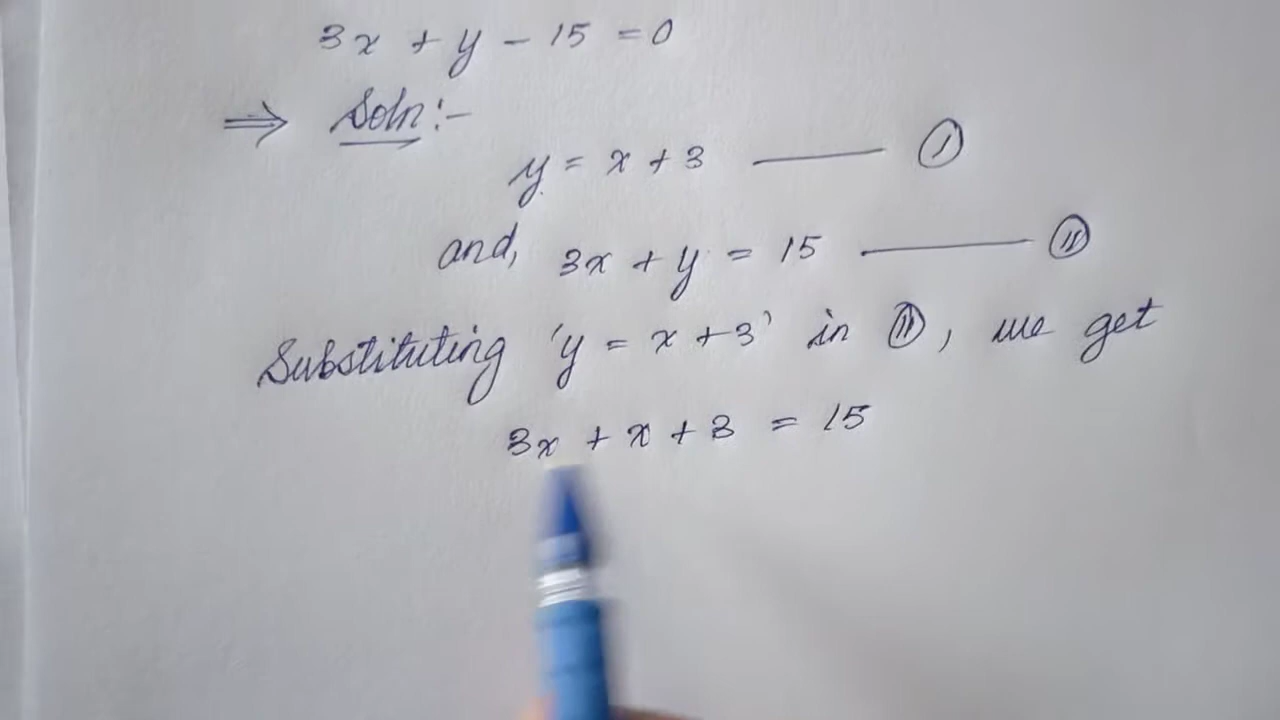 3x + y - 15 = 0
⇒ Soln:-
y = x + 3 —— (I)
and, 3x + y = 15 —— (II)
Substituting 'y = x + 3' in (II), we get
3x + x + 3 = 15